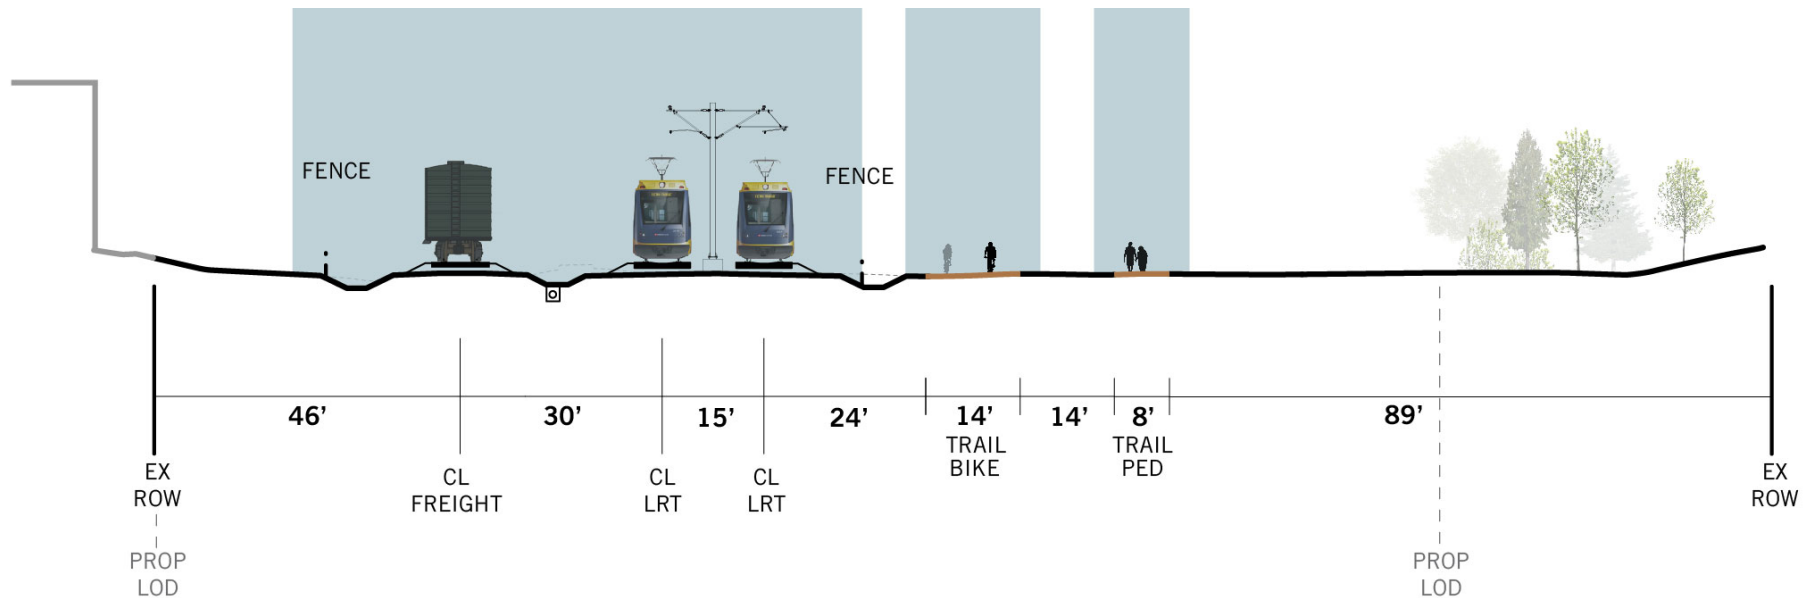 FENCE
FENCE
46’
30’
15’
24’
14’
14’
8’
89’
TRAIL
BIKE
TRAIL
PED
EX
ROW
CL
FREIGHT
CL
LRT
CL
LRT
EX
ROW
PROP
LOD
PROP
LOD